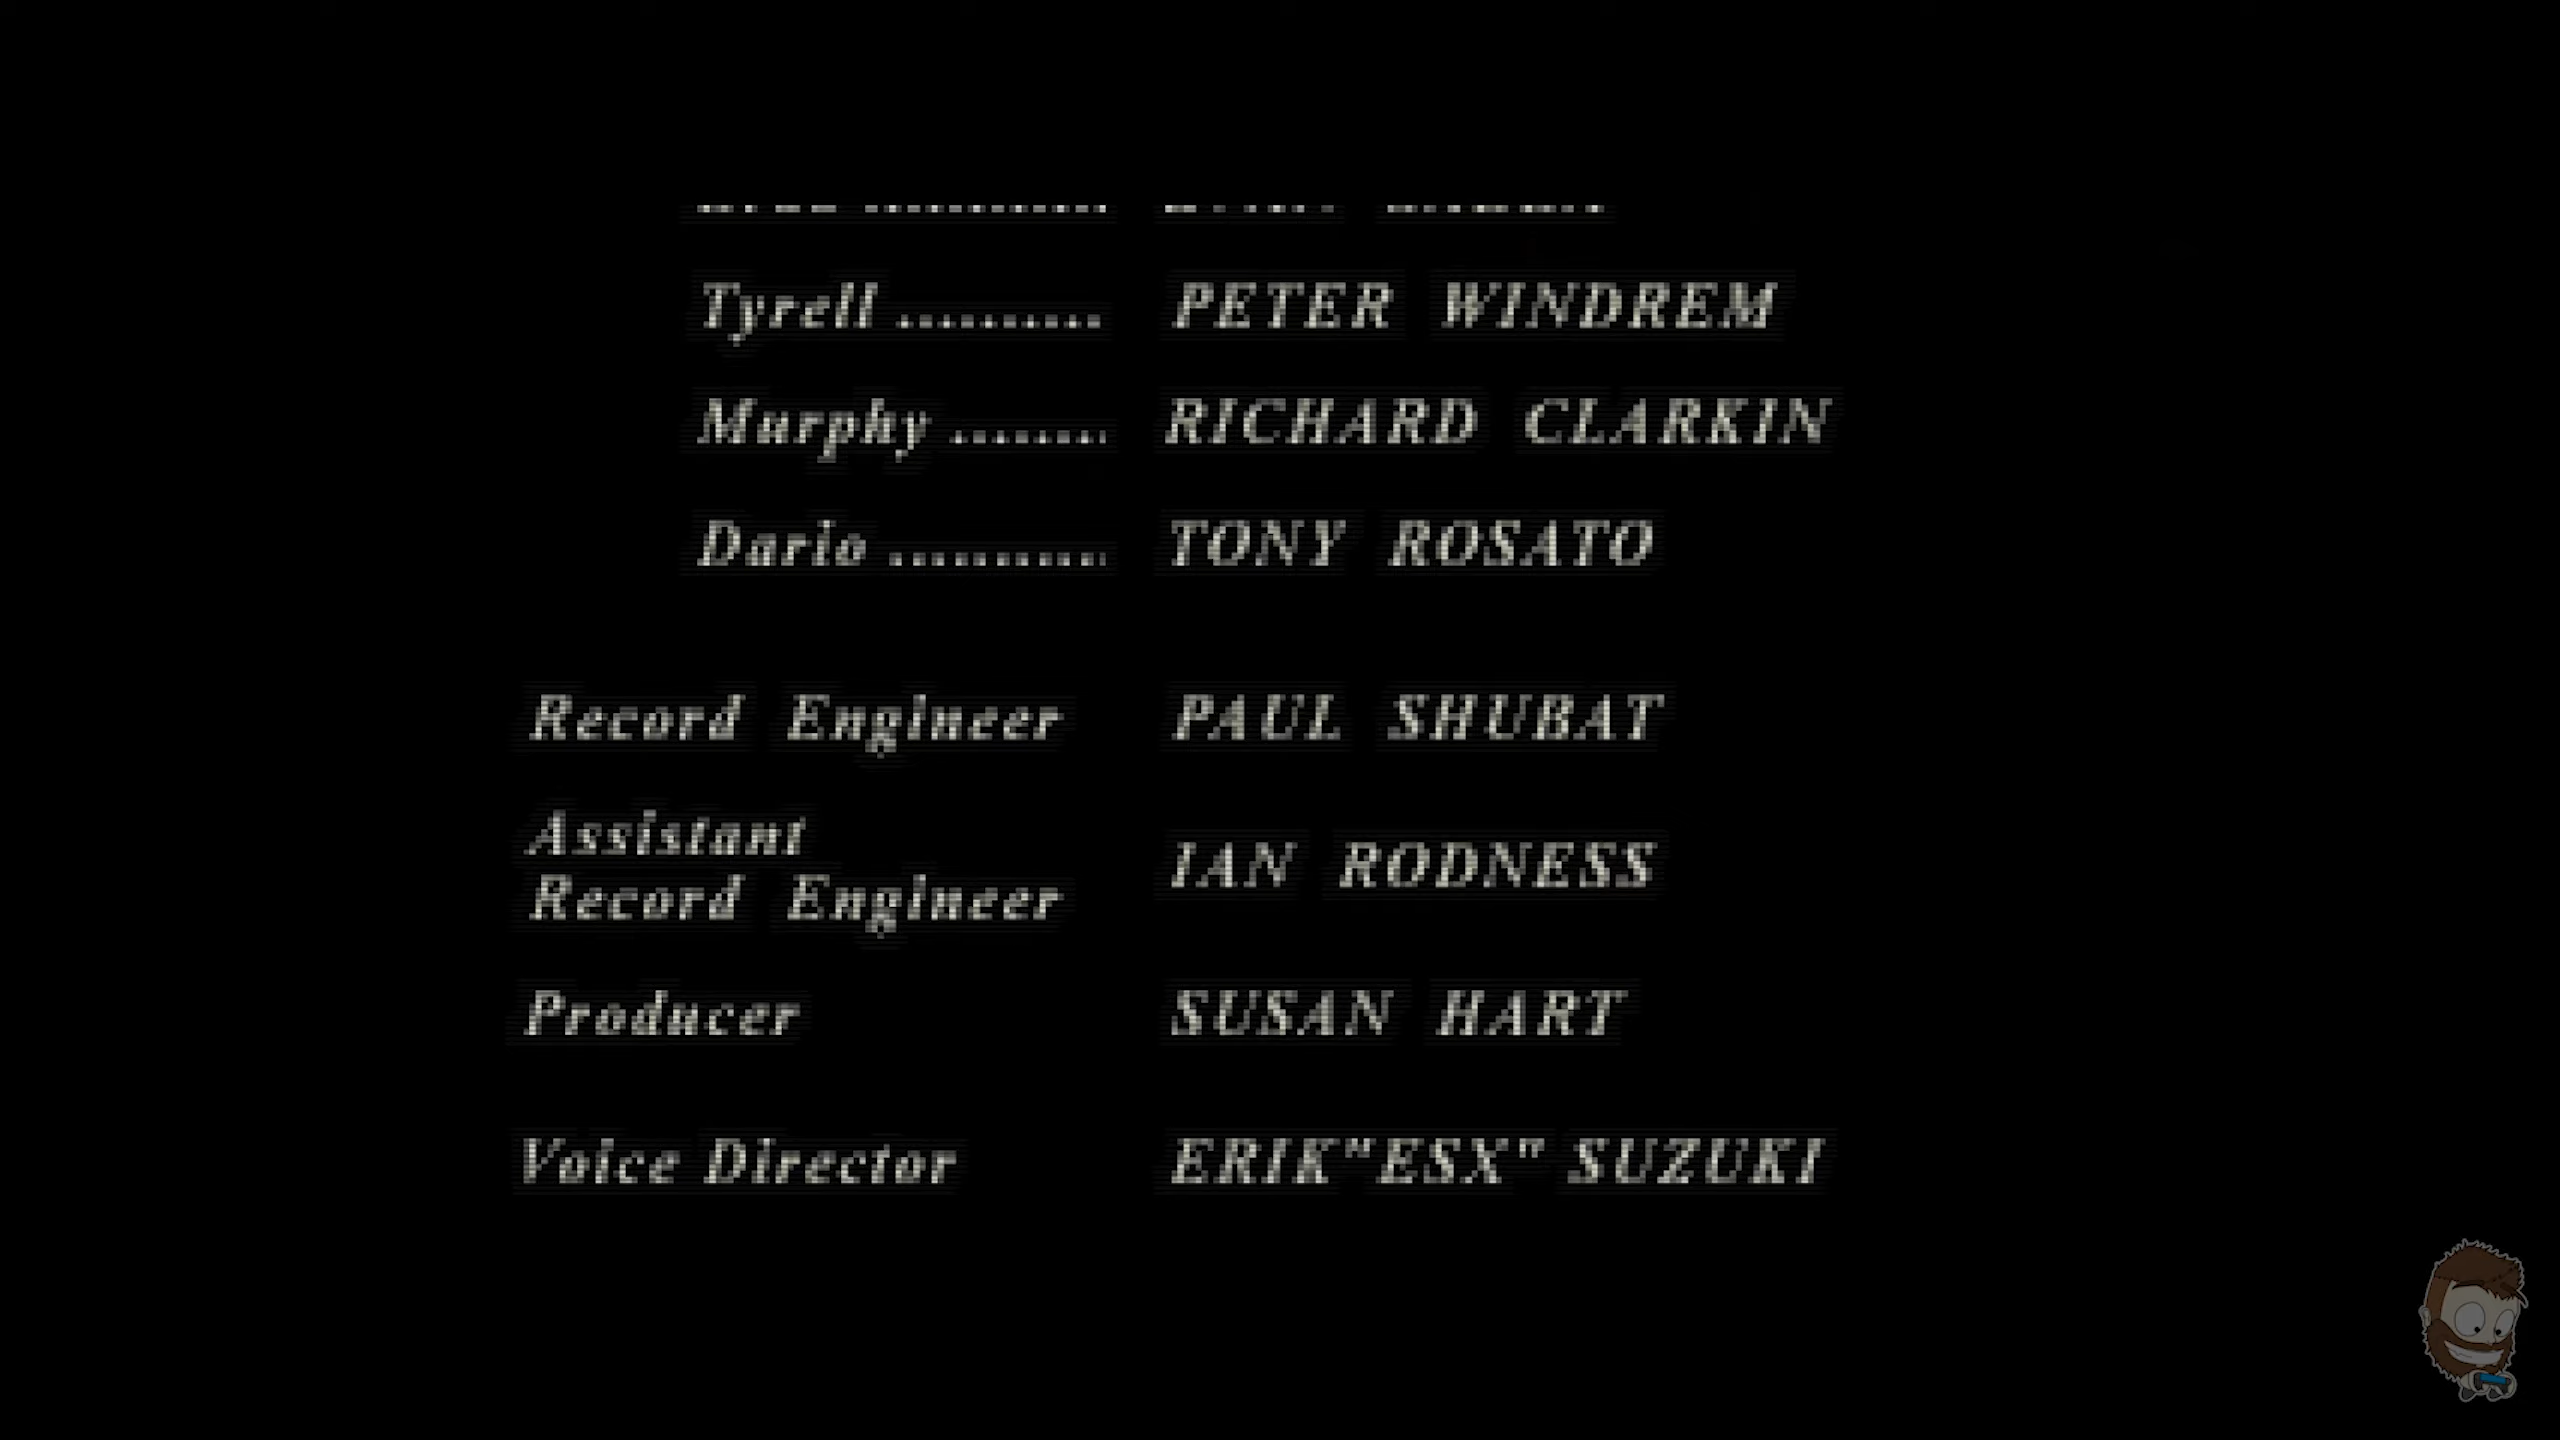 Tyrell .......... PETER WINDREM
Murphy ........ RICHARD CLARKIN
Dario ........... TONY ROSATO
Record Engineer PAUL SHUBAT
Assistant
Record Engineer IAN RODNESS
Producer SUSAN HART
Voice Director ERIK"ESX" SUZUKI